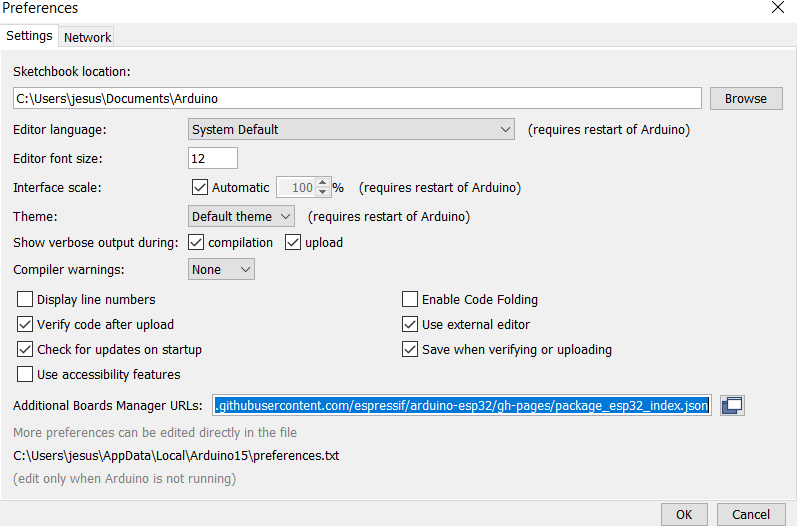 Preferences
Settings Network
Sketchbook location:
C:\Users\jesus\Documents\Arduino Browse
Editor language: System Default (requires restart of Arduino)
Editor font size: 12
Interface scale: Automatic 100 % (requires restart of Arduino)
Theme: Default theme (requires restart of Arduino)
Show verbose output during: compilation upload
Compiler warnings: None
Display line numbers Enable Code Folding
Verify code after upload Use external editor
Check for updates on startup Save when verifying or uploading
Use accessibility features
Additional Boards Manager URLs: .githubusercontent.com/espressif/arduino-esp32/gh-pages/package_esp32_index.json
More preferences can be edited directly in the file
C:\Users\jesus\AppData\Local\Arduino15\preferences.txt
(edit only when Arduino is not running)
OK Cancel